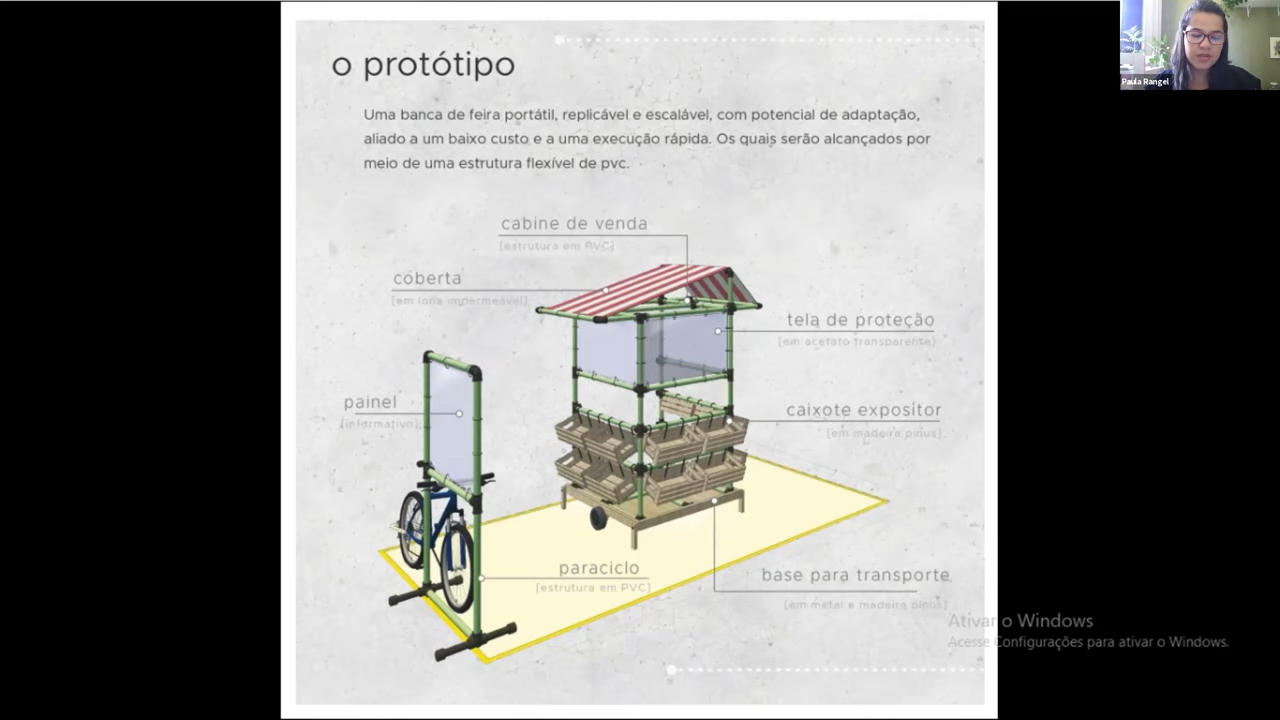 o protótipo
Paula Rangel
Uma banca de feira portátil, replicável e escalável, com potencial de adaptação,
aliado a um baixo custo e a uma execução rápida. Os quais serão alcançados por
meio de uma estrutura flexível de pvc.
cabine de venda
[estrutura em PVC]
coberta
[em lona impermeável]
tela de proteção
[em acetato transparente]
painel
[informativo]
caixote expositor
[em madeira pinus]
paraciclo
[estrutura em PVC]
base para transporte
[em metal e madeira pinus]
Ativar o Windows
Acesse Configurações para ativar o Windows.